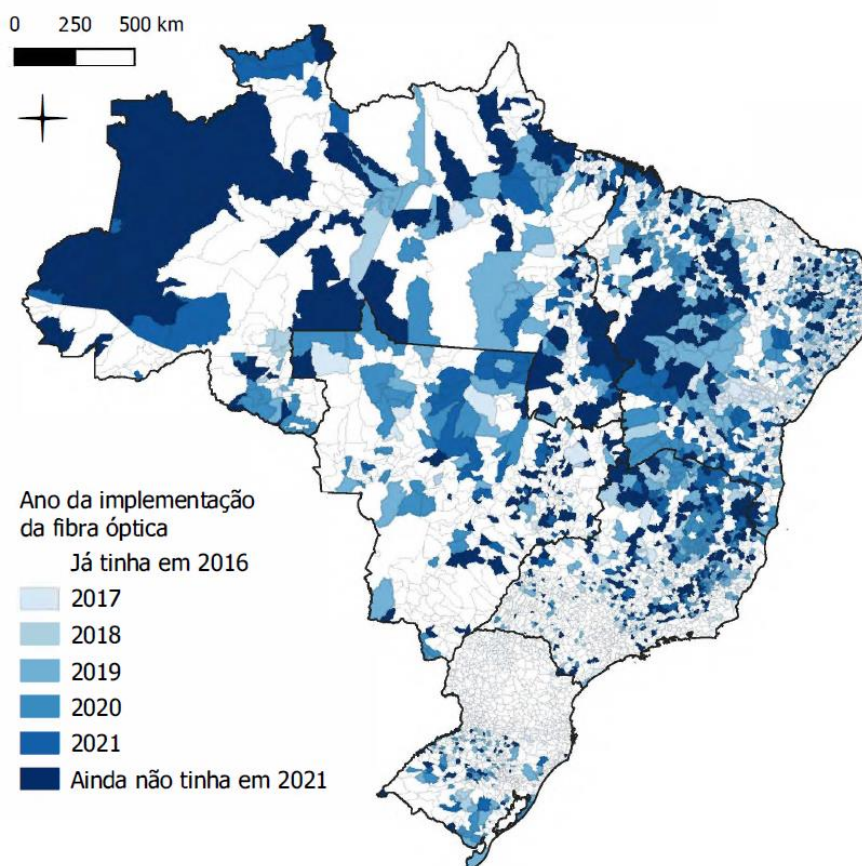 0 250 500 km
Ano da implementação
da fibra óptica
Já tinha em 2016
2017
2018
2019
2020
2021
Ainda não tinha em 2021